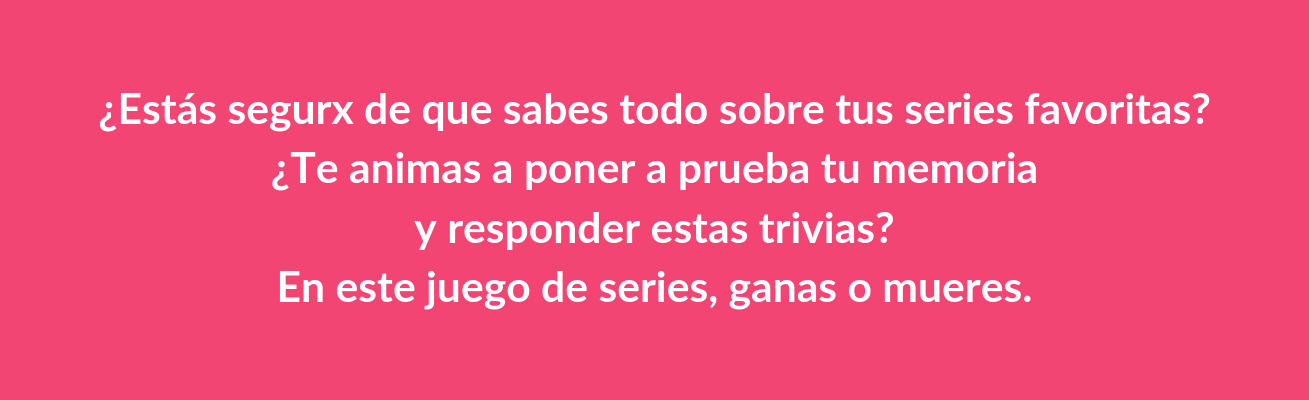 ¿Estás segurx de que sabes todo sobre tus series favoritas?
¿Te animas a poner a prueba tu memoria
y responder estas trivias?
En este juego de series, ganas o mueres.